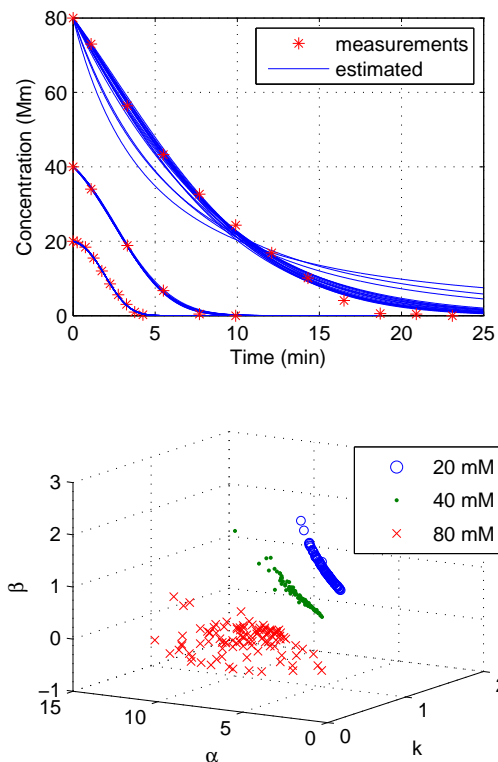 80
60
40
20
0
Concentration (Mm)
measurements
estimated
0 5 10 15 20 25
Time (min)
3
2
1
0
−1
β
20 mM
40 mM
80 mM
15
10
5
0
α
0
1
2
k